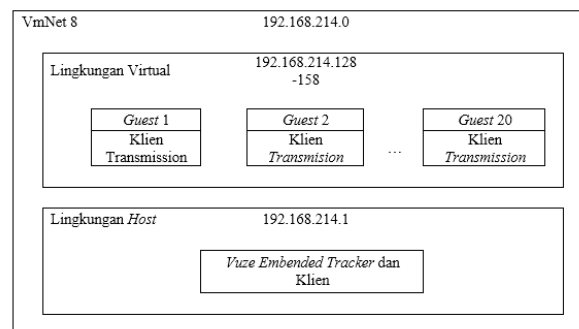 VmNet 8 192.168.214.0
Lingkungan Virtual 192.168.214.128
-158
Guest 1 Guest 2 Guest 20
Klien Klien Klien
Transmission Transmision ... Transmission
Lingkungan Host 192.168.214.1
Vuze Embended Tracker dan
Klien